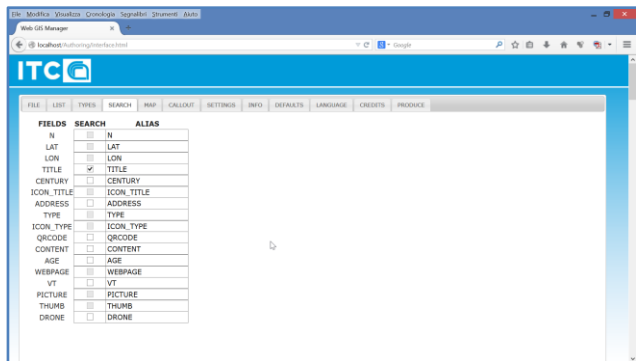 File Modifica Visualizza Cronologia Segnalibri Strumenti Aiuto
Web GIS Manager
localhost/Authoring/interface.html Google
ITC
FILE LIST TYPES SEARCH MAP CALLOUT SETTINGS INFO DEFAULTS LANGUAGE CREDITS PRODUCE
FIELDS SEARCH ALIAS
N N
LAT LAT
LON LON
TITLE TITLE
CENTURY CENTURY
ICON_TITLE ICON_TITLE
ADDRESS ADDRESS
TYPE TYPE
ICON_TYPE ICON_TYPE
QRCODE QRCODE
CONTENT CONTENT
AGE AGE
WEBPAGE WEBPAGE
VT VT
PICTURE PICTURE
THUMB THUMB
DRONE DRONE